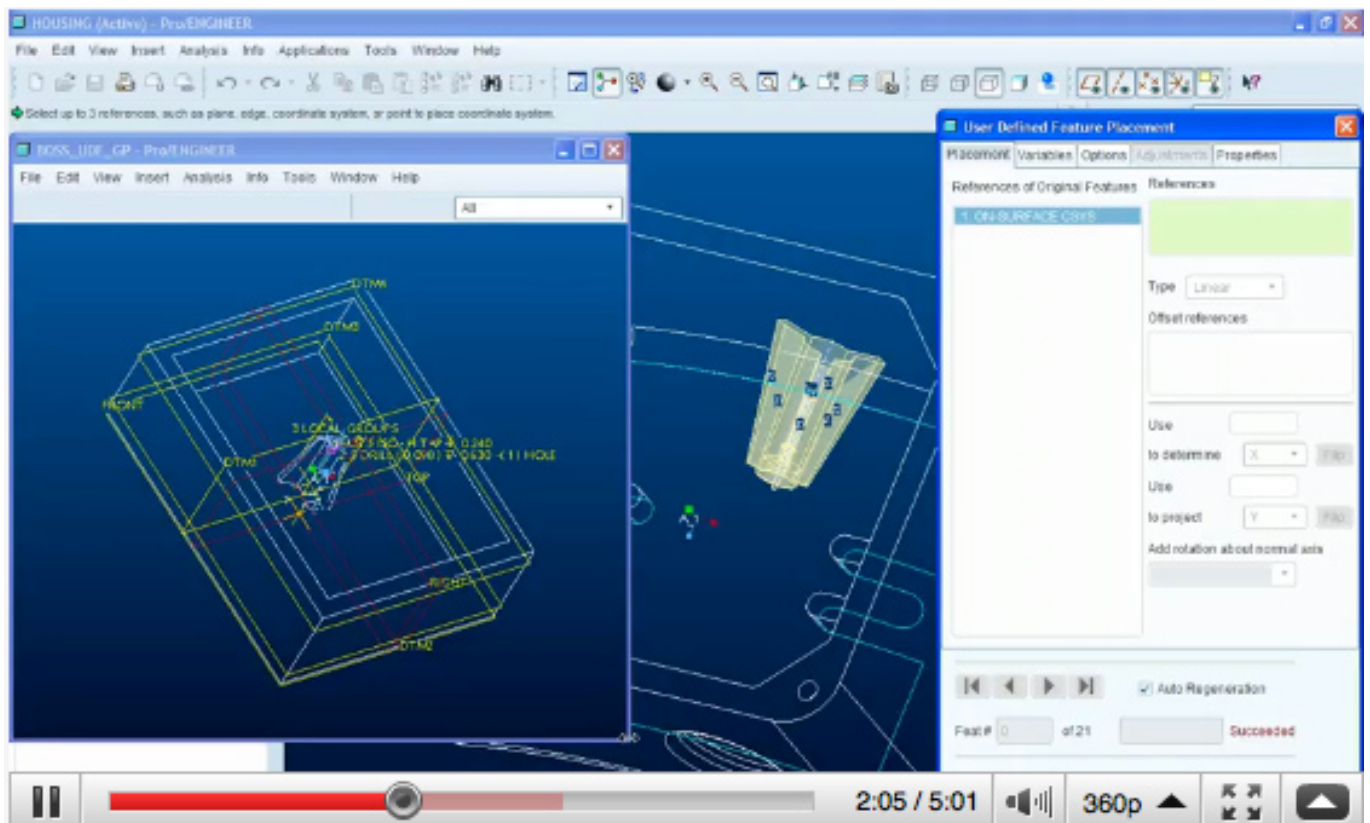 HOUSING (Active) - Pro/ENGINEER
File Edit View Insert Analysis Info Applications Tools Window Help
Select up to 3 references, such as plane, edge, coordinate system, or point to place coordinate system.
BOSS_UDF_GP - Pro/ENGINEER
File Edit View Insert Analysis Info Tools Window Help
All
DTM4
DTM3
FRONT
3 LOCAL GROUPS
DTM1
TOP
RIGHT
DTM2
User Defined Feature Placement
Placement Variables Options Adjustments Properties
References of Original Features References
1. ON-SURFACE CSYS
Type Linear
Offset references
Use
to determine X Flip
Use
to project Y Flip
Add rotation about normal axis
Auto Regeneration
Feat # 0 of 21 Succeeded
2:05 / 5:01 360p